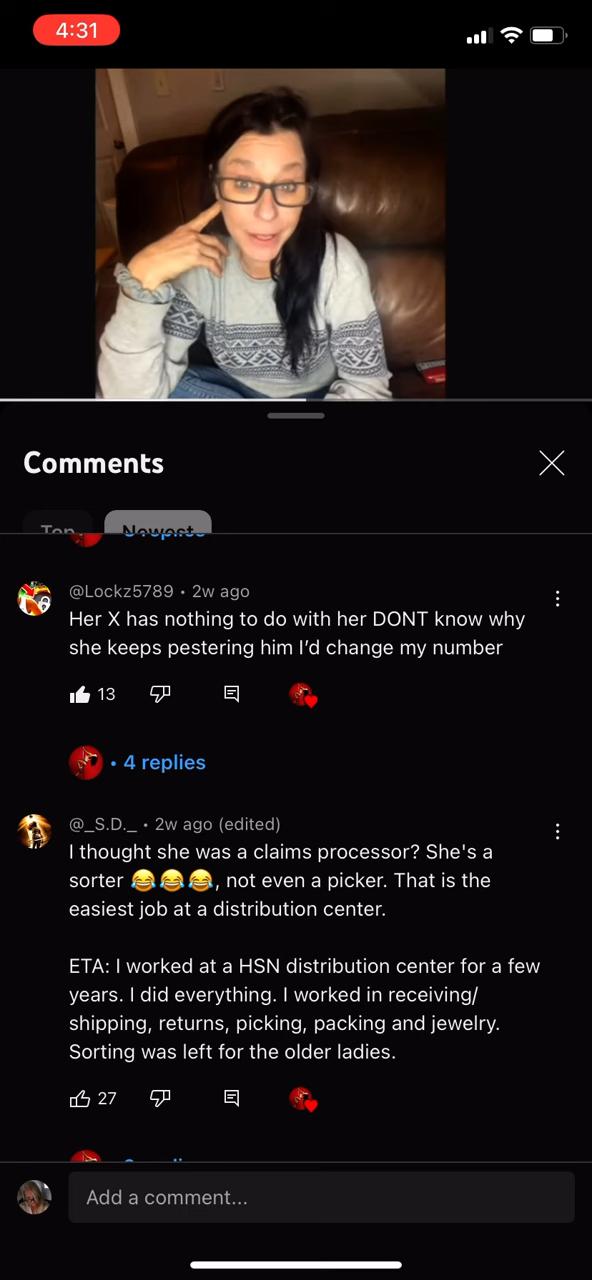 4:31
Comments
Top
Newest
@Lockz5789 • 2w ago
Her X has nothing to do with her DONT know why
she keeps pestering him I’d change my number
13
• 4 replies
@_S.D._ • 2w ago (edited)
I thought she was a claims processor? She's a
sorter 😂😂😂, not even a picker. That is the
easiest job at a distribution center.
ETA: I worked at a HSN distribution center for a few
years. I did everything. I worked in receiving/
shipping, returns, picking, packing and jewelry.
Sorting was left for the older ladies.
27
Add a comment...